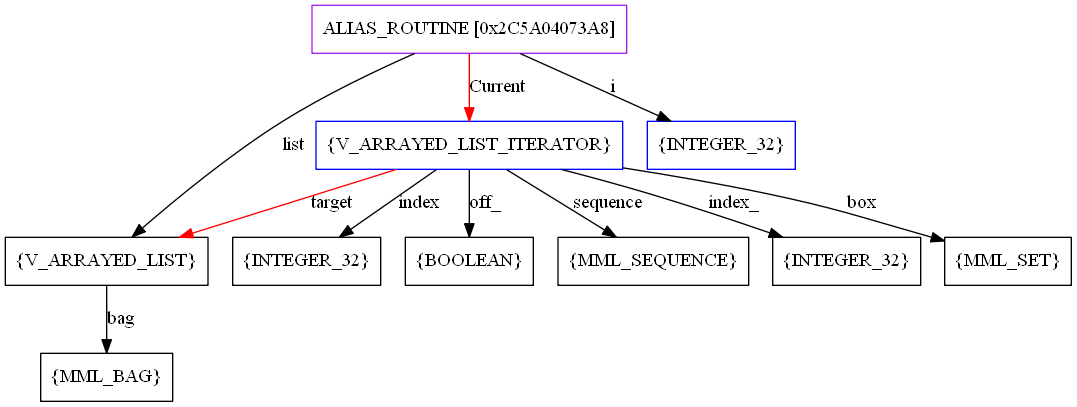 ALIAS_ROUTINE [0x2C5A04073A8]
Current
i
list
{V_ARRAYED_LIST_ITERATOR}
{INTEGER_32}
target
index
off_
sequence
index_
box
{V_ARRAYED_LIST}
{INTEGER_32}
{BOOLEAN}
{MML_SEQUENCE}
{INTEGER_32}
{MML_SET}
bag
{MML_BAG}